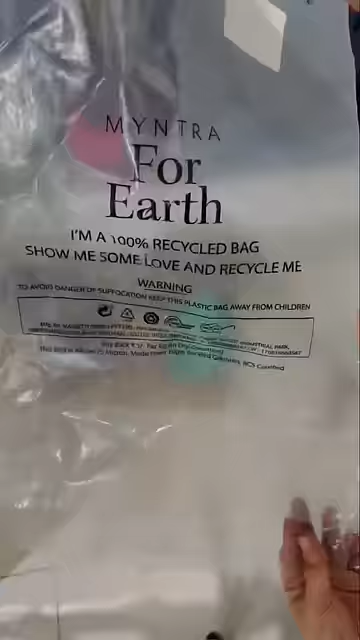 MYNTRA
For
Earth
I'M A 100% RECYCLED BAG
SHOW ME SOME LOVE AND RECYCLE ME
WARNING
TO AVOID DANGER OF SUFFOCATION KEEP THIS PLASTIC BAG AWAY FROM CHILDREN